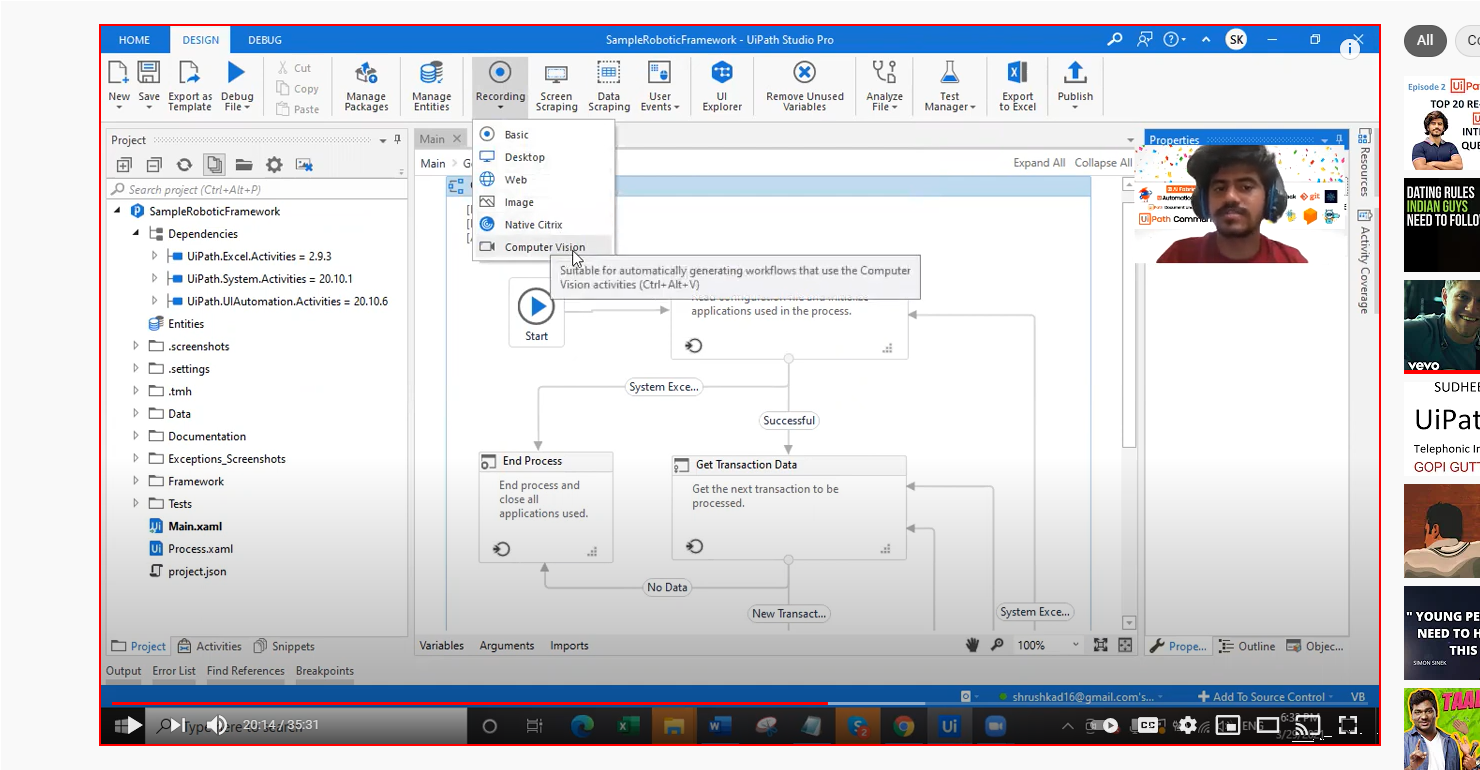 HOME DESIGN DEBUG SampleRoboticFramework - UiPath Studio Pro SK
New Save Export as Template Debug File Cut Copy Paste Manage Packages Manage Entities Recording Screen Scraping Data Scraping User Events UI Explorer Remove Unused Variables Analyze File Test Manager Export to Excel Publish
Project
Search project (Ctrl+Alt+P)
SampleRoboticFramework
Dependencies
UiPath.Excel.Activities = 2.9.3
UiPath.System.Activities = 20.10.1
UiPath.UIAutomation.Activities = 20.10.6
Entities
.screenshots
.settings
.tmh
Data
Documentation
Exceptions_Screenshots
Framework
Tests
Main.xaml
Process.xaml
project.json
Project Activities Snippets
Output Error List Find References Breakpoints
Main
Main Expand All Collapse All
Basic
Desktop
Web
Image
Native Citrix
Computer Vision
Suitable for automatically generating workflows that use the Computer
Vision activities (Ctrl+Alt+V)
applications used in the process.
Start
System Exce...
Successful
End Process
End process and
close all
applications used.
Get Transaction Data
Get the next transaction to be
processed.
No Data
New Transact...
System Exce...
Variables Arguments Imports 100%
Properties
Resources
Activity Coverage
git
Prope... Outline Objec...
shrushkad16@gmail.com's... Add To Source Control VB
20:14 / 35:31
CC
All
Episode 2
TOP 20 RE
QUE
DATING RULES
INDIAN GUYS
NEED TO FOLLO
vevo
SUDHE
UiPat
Telephonic In
GOPI GUT
" YOUNG PE
NEED TO H
THIS
SIMON SINEK